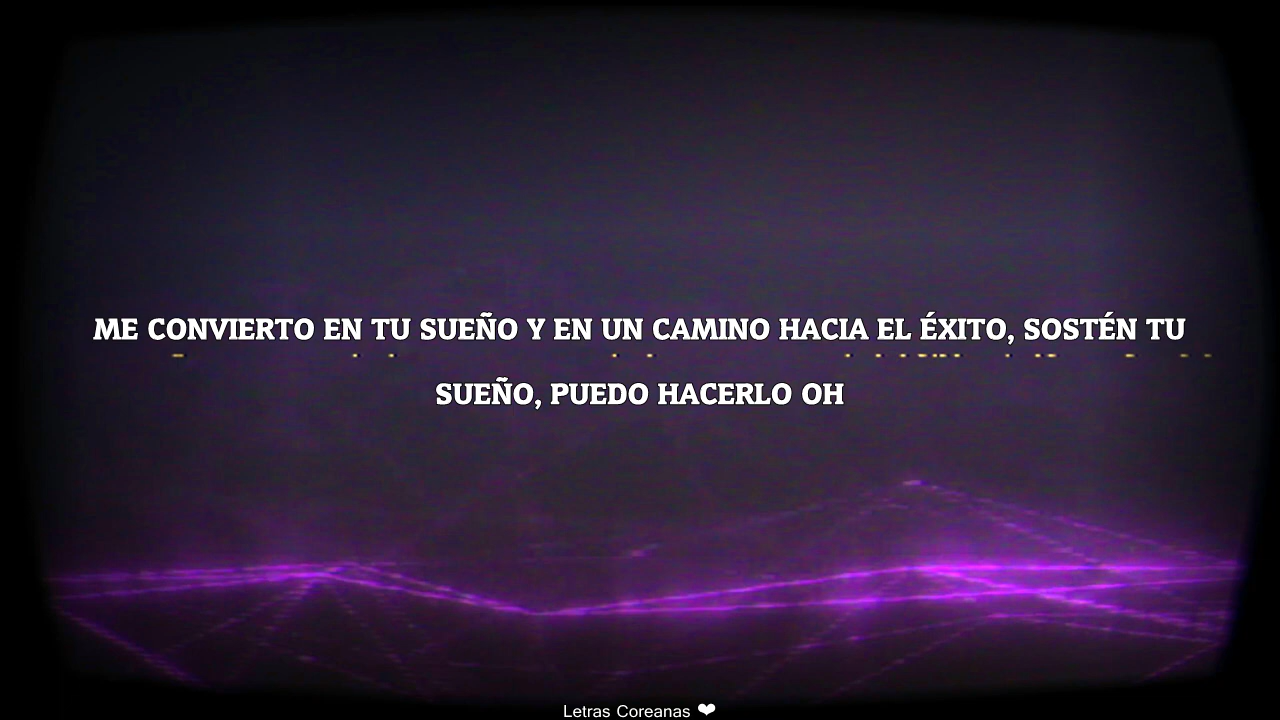 ME CONVIERTO EN TU SUEÑO Y EN UN CAMINO HACIA EL ÉXITO, SOSTÉN TU
SUEÑO, PUEDO HACERLO OH
Letras Coreanas ❤